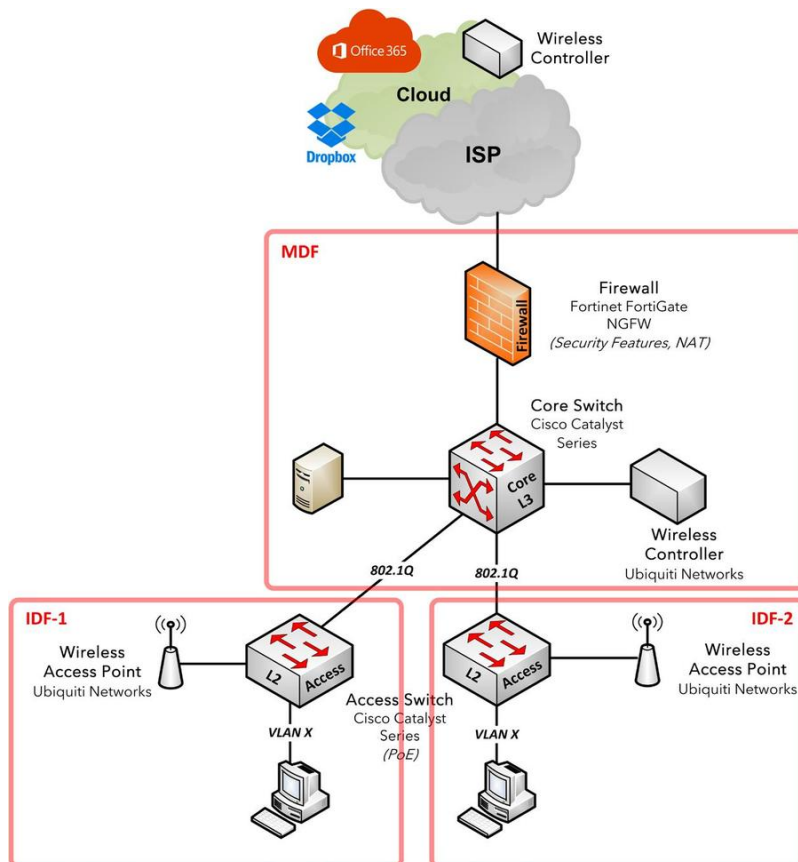 Office 365
Wireless
Controller
Cloud
Dropbox
ISP
MDF
Firewall
Firewall
Fortinet FortiGate
NGFW
(Security Features, NAT)
Core Switch
Cisco Catalyst
Series
Core
L3
Wireless
Controller
Ubiquiti Networks
802.1Q
802.1Q
IDF-1
Wireless
Access Point
Ubiquiti Networks
L2
Access
Access Switch
Cisco Catalyst
Series
(PoE)
VLAN X
IDF-2
L2
Access
Wireless
Access Point
Ubiquiti Networks
VLAN X